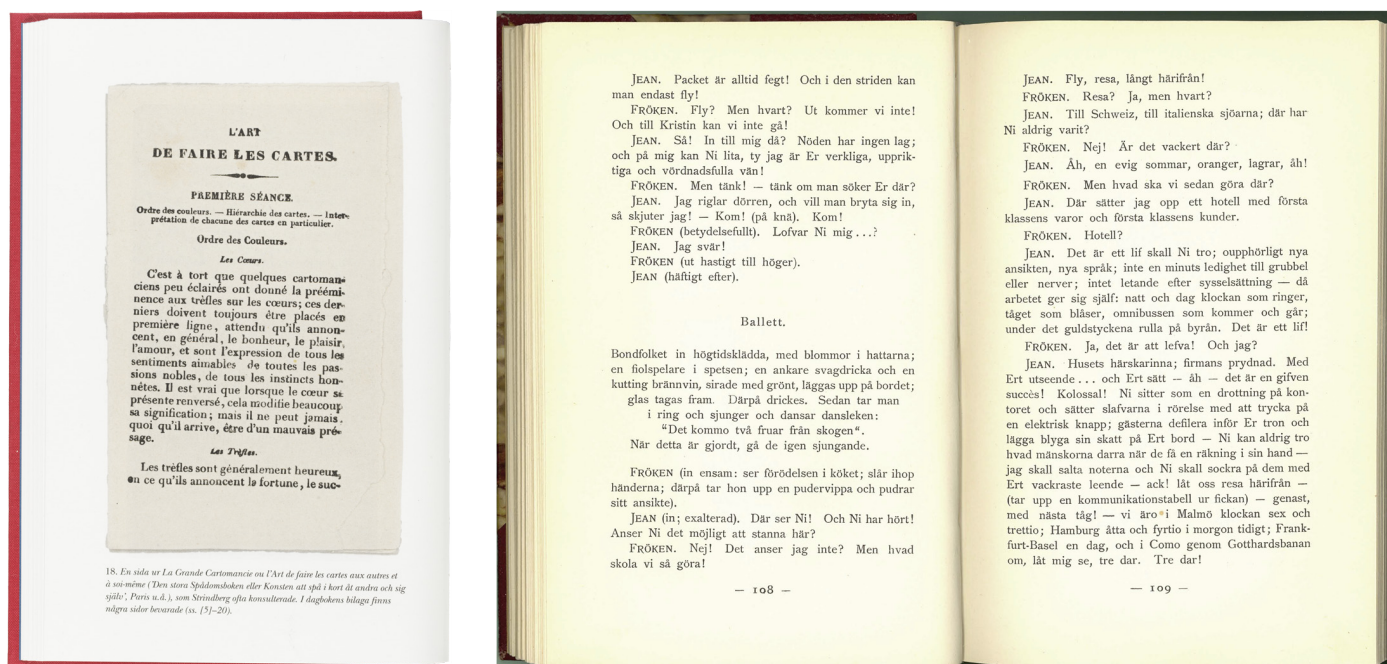 L'ART
DE FAIRE LES CARTES.
PREMIÈRE SÉANCE.
Ordre des couleurs. — Hiérarchie des cartes. — Inter-
prétation de chacune des cartes en particulier.
Ordre des Couleurs.
Les Cœurs.
C'est à tort que quelques cartoman-
ciens peu éclairés ont donné la préémi-
nence aux trèfles sur les cœurs; ces der-
niers doivent toujours être placés en
première ligne, attendu qu'ils annon-
cent, en général, le bonheur, le plaisir,
l'amour, et sont l'expression de tous les
sentiments aimables de toutes les pas-
sions nobles, de tous les instincts hon-
nêtes. Il est vrai que lorsque le cœur se
présente renversé, cela modifie beaucoup
sa signification; mais il ne peut jamais,
quoi qu'il arrive, être d'un mauvais pré-
sage.
Les Trèfles.
Les trèfles sont généralement heureux,
en ce qu'ils annoncent la fortune, le suc-
18. En sida ur La Grande Cartomancie ou l'Art de faire les cartes aux autres et
à soi-même ('Den stora Spådomsboken eller Konsten att spå i kort åt andra och sig
själv', Paris u.å.), som Strindberg ofta konsulterade. I dagbokens bilaga finns
några sidor bevarade (ss. [5]–20).
JEAN. Packet är alltid fegt! Och i den striden kan
man endast fly!
FRÖKEN. Fly? Men hvart? Ut kommer vi inte!
Och till Kristin kan vi inte gå!
JEAN. Så! In till mig då? Nöden har ingen lag;
och på mig kan Ni lita, ty jag är Er verkliga, upprik-
tiga och vördnadsfulla vän!
FRÖKEN. Men tänk! — tänk om man söker Er där?
JEAN. Jag riglar dörren, och vill man bryta sig in,
så skjuter jag! — Kom! (på knä). Kom!
FRÖKEN (betydelsefullt). Lofvar Ni mig . . .?
JEAN. Jag svär!
FRÖKEN (ut hastigt till höger).
JEAN (häftigt efter).
Ballett.
Bondfolket in högtidsklädda, med blommor i hattarna;
en fiolspelare i spetsen; en ankare svagdricka och en
kutting brännvin, sirade med grönt, läggas upp på bordet;
glas tagas fram. Därpå drickes. Sedan tar man
i ring och sjunger och dansar dansleken:
"Det kommo två fruar från skogen".
När detta är gjordt, gå de igen sjungande.
FRÖKEN (in ensam: ser förödelsen i köket; slår ihop
händerna; därpå tar hon upp en pudervippa och pudrar
sitt ansikte).
JEAN (in; exalterad). Där ser Ni! Och Ni har hört!
Anser Ni det möjligt att stanna här?
FRÖKEN. Nej! Det anser jag inte? Men hvad
skola vi så göra!
— 108 —
JEAN. Fly, resa, långt härifrån!
FRÖKEN. Resa? Ja, men hvart?
JEAN. Till Schweiz, till italienska sjöarna; där har
Ni aldrig varit?
FRÖKEN. Nej! Är det vackert där?
JEAN. Åh, en evig sommar, oranger, lagrar, åh!
FRÖKEN. Men hvad ska vi sedan göra där?
JEAN. Där sätter jag opp ett hotell med första
klassens varor och första klassens kunder.
FRÖKEN. Hotell?
JEAN. Det är ett lif skall Ni tro; oupphörligt nya
ansikten, nya språk; inte en minuts ledighet till grubbel
eller nerver; intet letande efter sysselsättning — då
arbetet ger sig själf: natt och dag klockan som ringer,
tåget som blåser, omnibussen som kommer och går;
under det guldstyckena rulla på byrån. Det är ett lif!
FRÖKEN. Ja, det är att lefva! Och jag?
JEAN. Husets härskarinna; firmans prydnad. Med
Ert utseende . . . och Ert sätt — åh — det är en gifven
succès! Kolossal! Ni sitter som en drottning på kon-
toret och sätter slafvarna i rörelse med att trycka på
en elektrisk knapp; gästerna defilera inför Er tron och
lägga blyga sin skatt på Ert bord — Ni kan aldrig tro
hvad mänskorna darra när de få en räkning i sin hand —
jag skall salta noterna och Ni skall sockra på dem med
Ert vackraste leende — ack! låt oss resa härifrån —
(tar upp en kommunikationstabell ur fickan) — genast,
med nästa tåg! — vi äro i Malmö klockan sex och
trettio; Hamburg åtta och fyrtio i morgon tidigt; Frank-
furt-Basel en dag, och i Como genom Gotthardsbanan
om, låt mig se, tre dar. Tre dar!
— 109 —